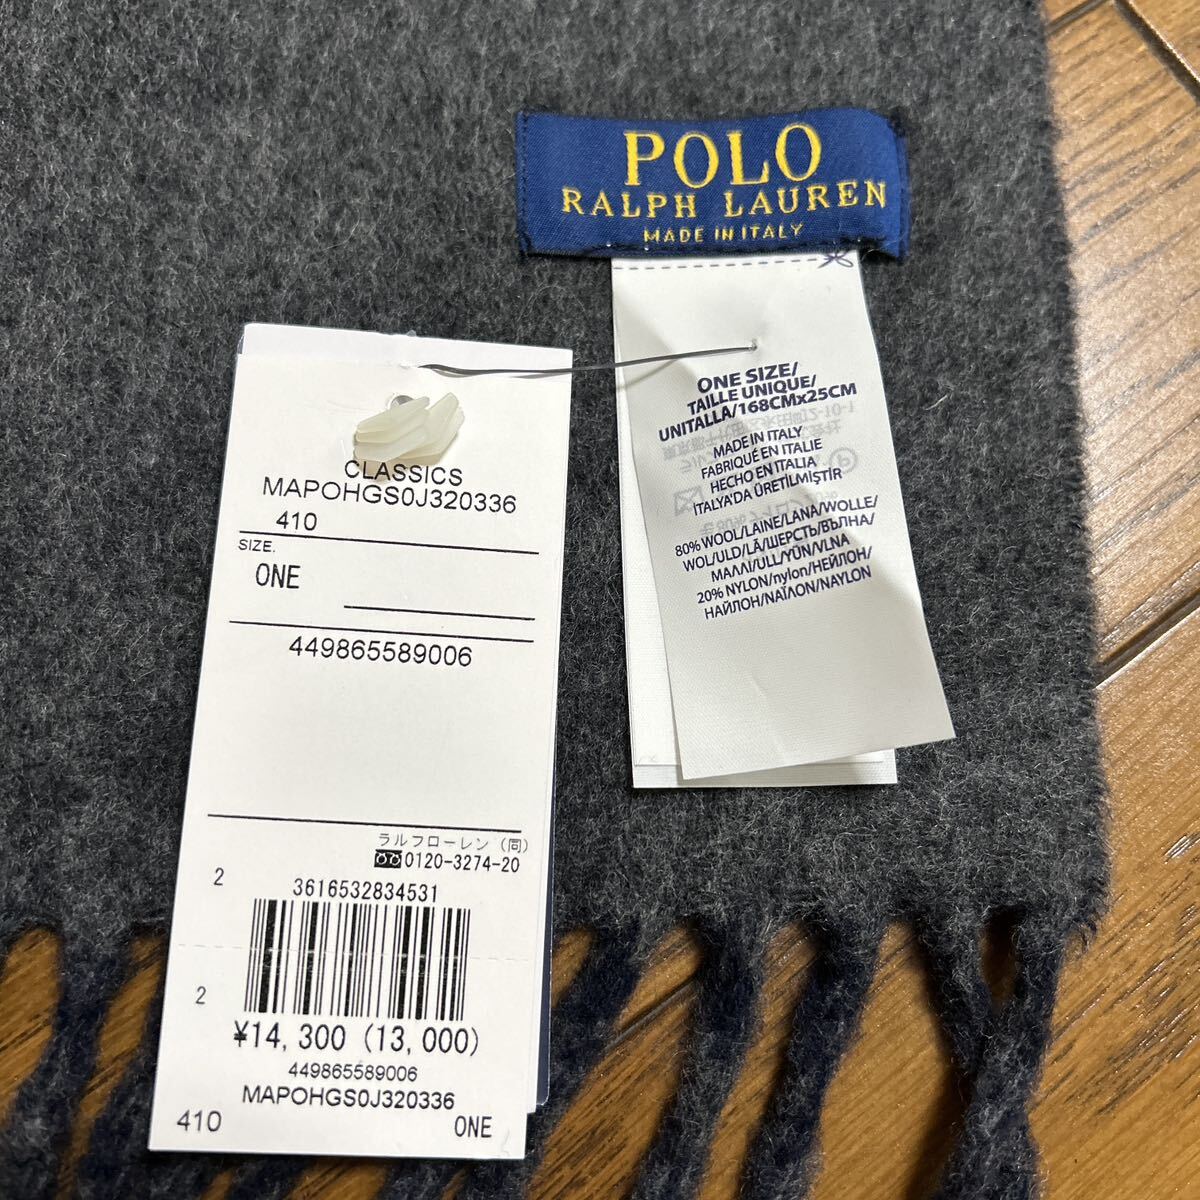 POLO
RALPH LAUREN
MADE IN ITALY
ONE SIZE/
TAILLE UNIQUE/
UNITALLA/168CMx25CM
MADE IN ITALY
FABRIQUÉ EN ITALIE
HECHO EN ITALIA
İTALYA'DA ÜRETİLMİŞTİR
80% WOOL/LAINE/LANA/WOLLE/
WOL/ULD/LÃ/ШЕРСТЬ/ВЪЛНА/
ΜΑΛΛΙ/ULL/YÜN/VLNA
20% NYLON/nylon/НЕЙЛОН/
НАЙЛОН/NAÏLON/NAYLON
CLASSICS
MAPOHGS0J320336
410
SIZE.
ONE
449865589006
ラルフローレン（同）
0120-3274-20
2
3616532834531
2
¥14,300 (13,000)
449865589006
MAPOHGS0J320336
410 ONE